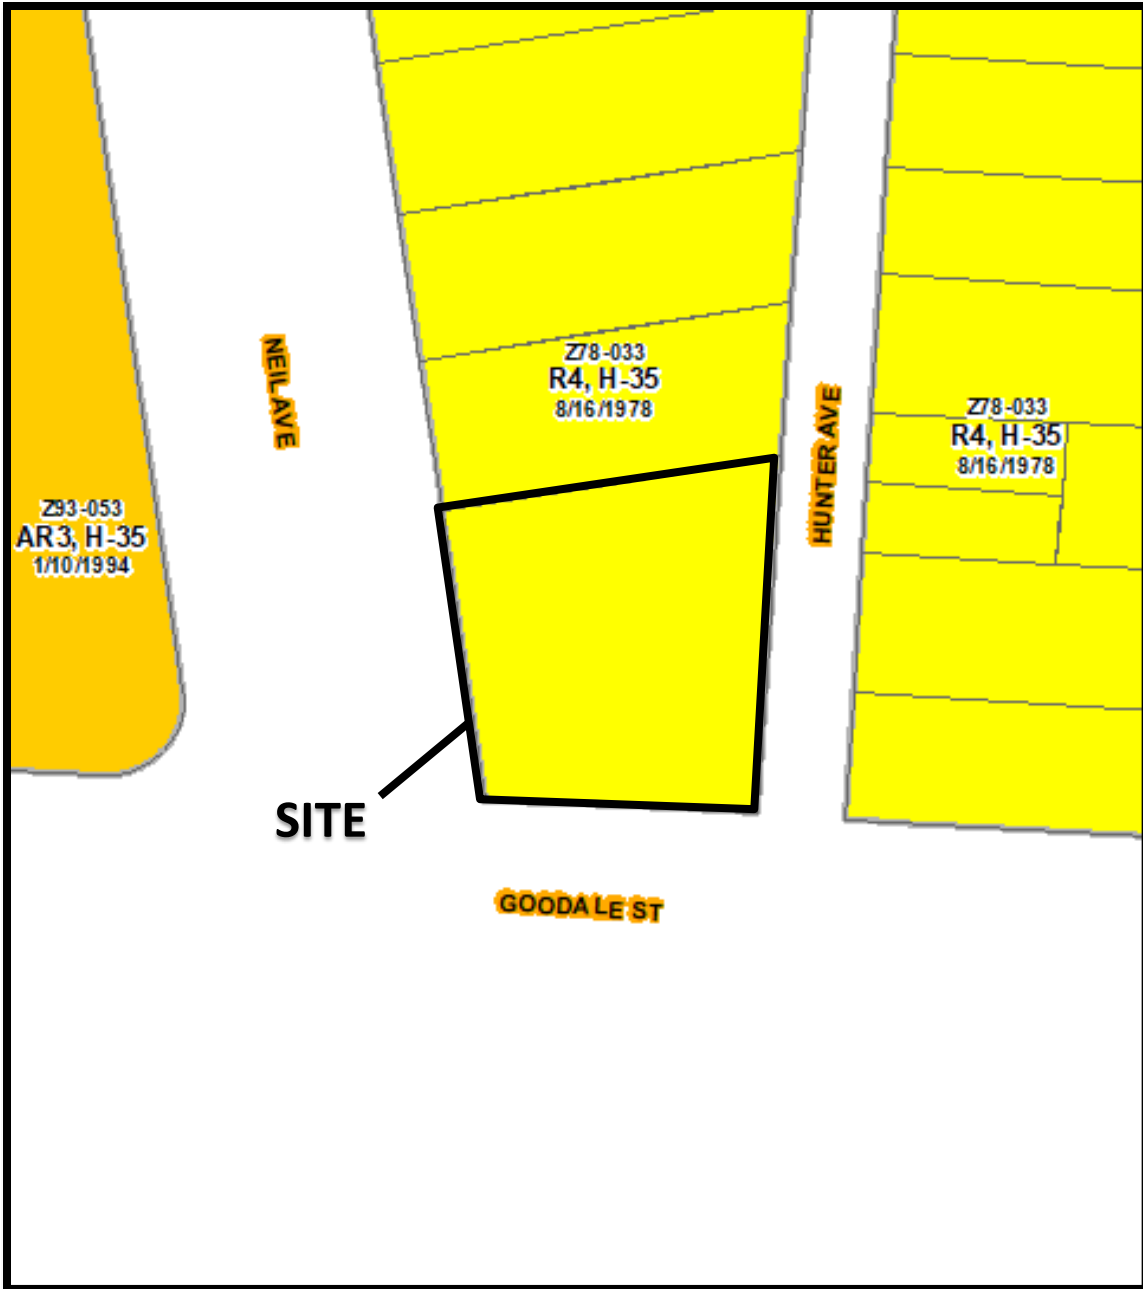 NEIL AVE
Z78-033
R4, H-35
8/16/1978
HUNTER AVE
Z78-033
R4, H-35
8/16/1978
Z93-053
AR3, H-35
1/10/1994
SITE
GOODALE ST